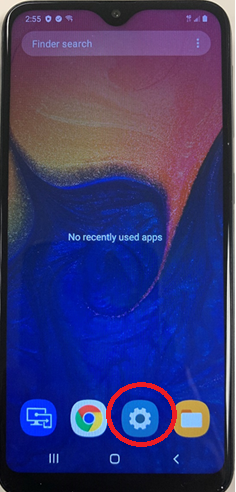 2:55
Finder search
No recently used apps